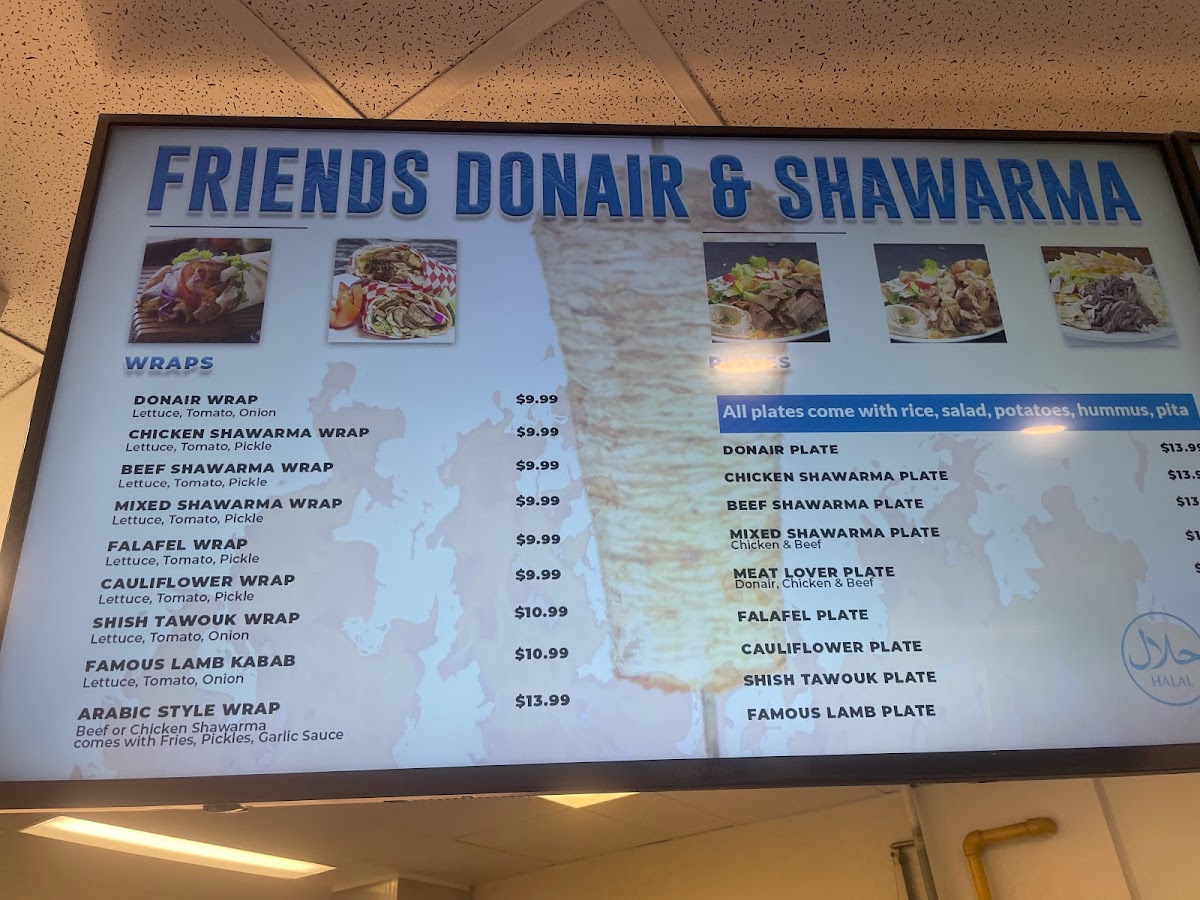 FRIENDS DONAIR & SHAWARMA
WRAPS
DONAIR WRAP $9.99
Lettuce, Tomato, Onion
CHICKEN SHAWARMA WRAP $9.99
Lettuce, Tomato, Pickle
BEEF SHAWARMA WRAP $9.99
Lettuce, Tomato, Pickle
MIXED SHAWARMA WRAP $9.99
Lettuce, Tomato, Pickle
FALAFEL WRAP $9.99
Lettuce, Tomato, Pickle
CAULIFLOWER WRAP $9.99
Lettuce, Tomato, Pickle
SHISH TAWOUK WRAP $10.99
Lettuce, Tomato, Onion
FAMOUS LAMB KABAB $10.99
Lettuce, Tomato, Onion
ARABIC STYLE WRAP $13.99
Beef or Chicken Shawarma
comes with Fries, Pickles, Garlic Sauce
PLATES
All plates come with rice, salad, potatoes, hummus, pita
DONAIR PLATE $13.99
CHICKEN SHAWARMA PLATE
BEEF SHAWARMA PLATE
MIXED SHAWARMA PLATE
Chicken & Beef
MEAT LOVER PLATE
Donair, Chicken & Beef
FALAFEL PLATE
CAULIFLOWER PLATE
SHISH TAWOUK PLATE
FAMOUS LAMB PLATE
حلال
HALAL
SHARP